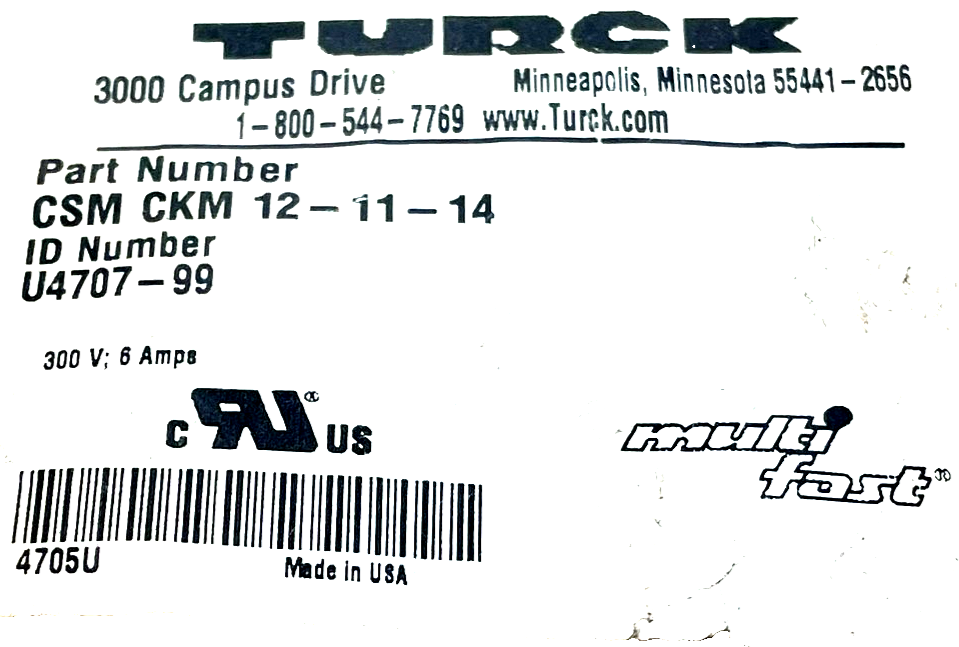 TURCK
3000 Campus Drive Minneapolis, Minnesota 55441-2656
1-800-544-7769 www.Turck.com
Part Number
CSM CKM 12-11-14
ID Number
U4707-99
300 V; 6 Amps
C RU® US
multi
fast®
4705U
Made in USA